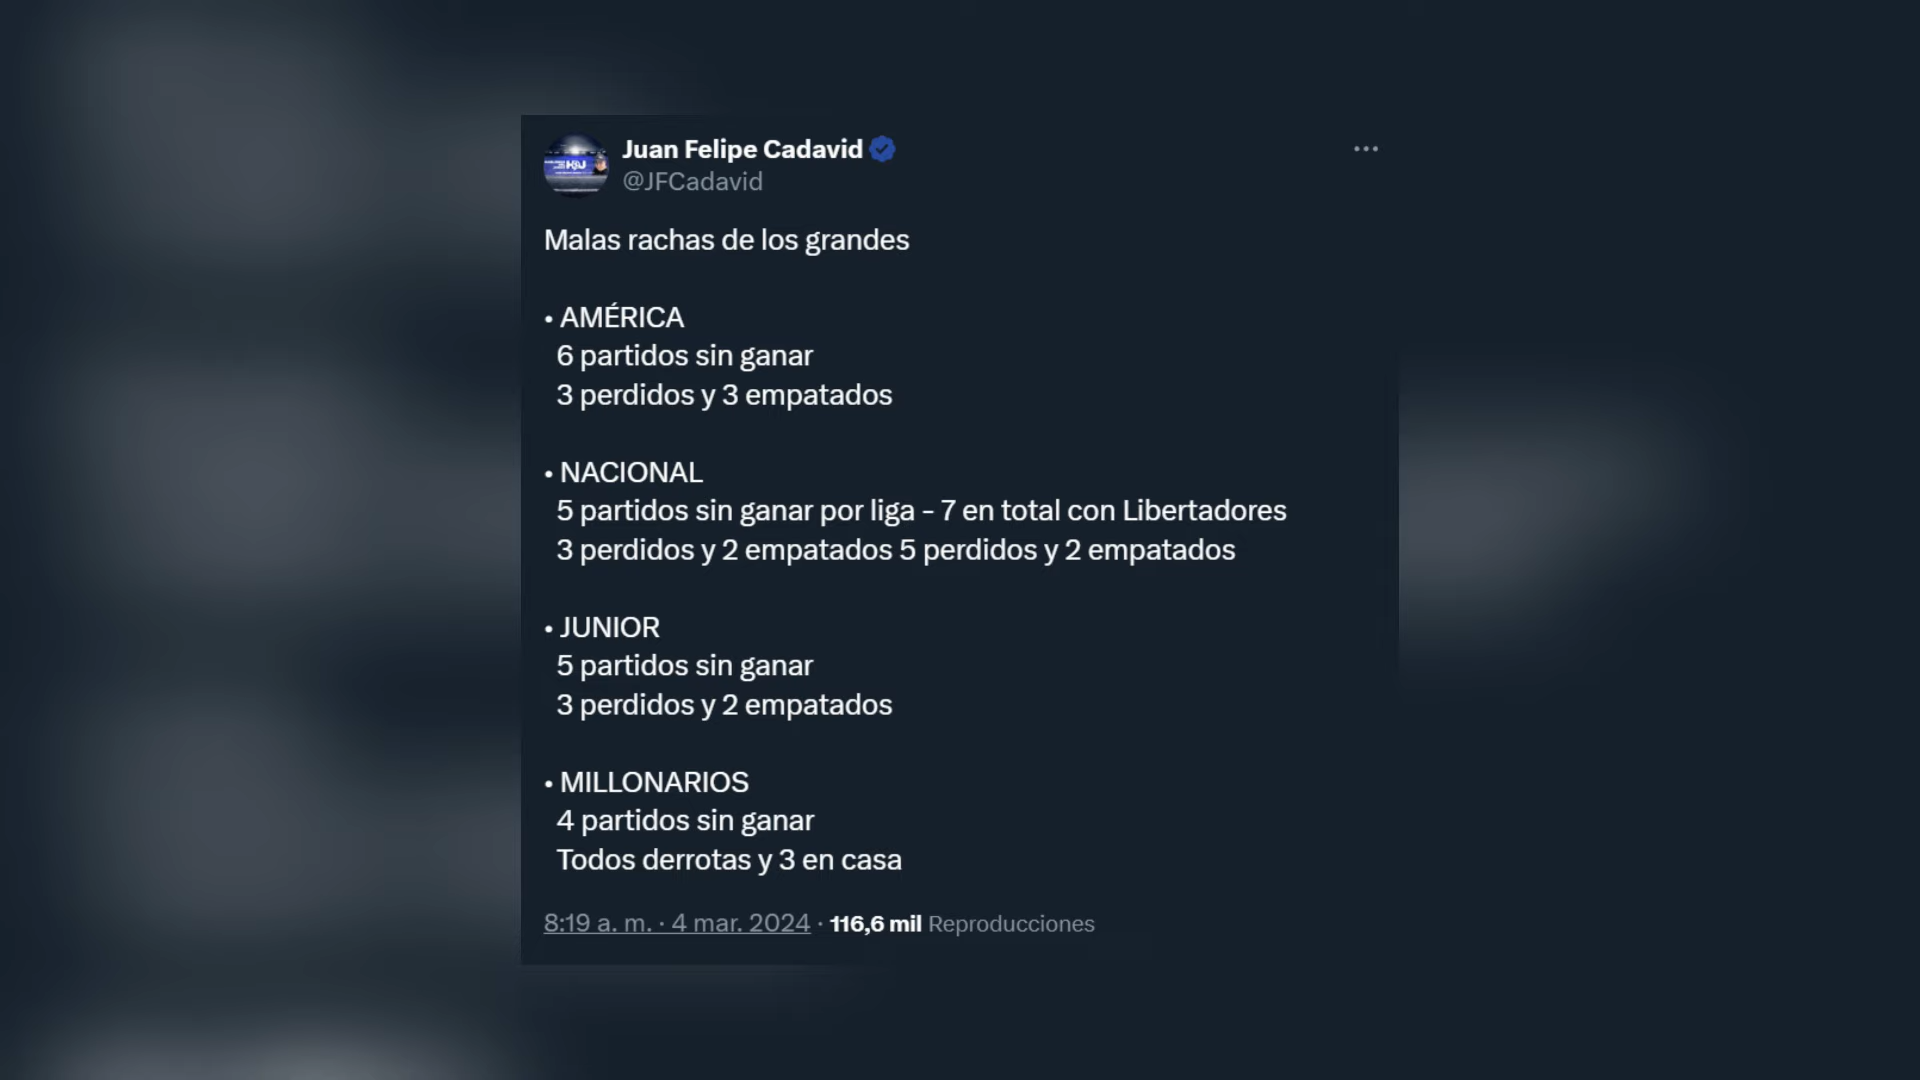 Juan Felipe Cadavid
@JFCadavid
Malas rachas de los grandes
• AMÉRICA
6 partidos sin ganar
3 perdidos y 3 empatados
• NACIONAL
5 partidos sin ganar por liga - 7 en total con Libertadores
3 perdidos y 2 empatados 5 perdidos y 2 empatados
• JUNIOR
5 partidos sin ganar
3 perdidos y 2 empatados
• MILLONARIOS
4 partidos sin ganar
Todos derrotas y 3 en casa
8:19 a. m. · 4 mar. 2024 · 116,6 mil Reproducciones